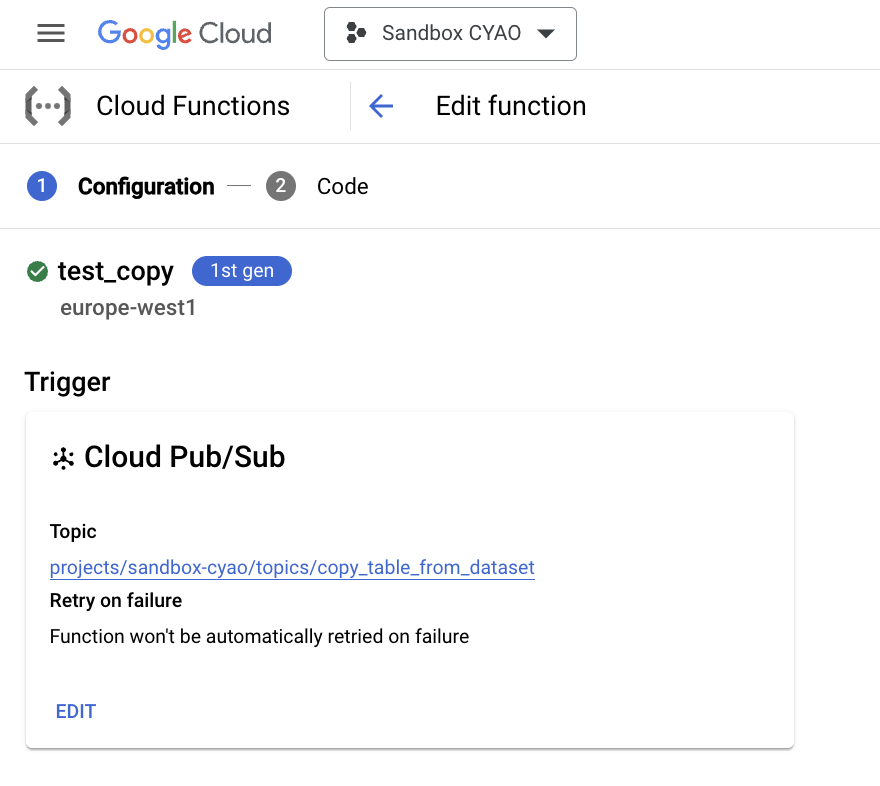 Google Cloud
Sandbox CYAO
Cloud Functions
Edit function
1 Configuration
2 Code
test_copy 1st gen
europe-west1
Trigger
Cloud Pub/Sub
Topic
projects/sandbox-cyao/topics/copy_table_from_dataset
Retry on failure
Function won't be automatically retried on failure
EDIT